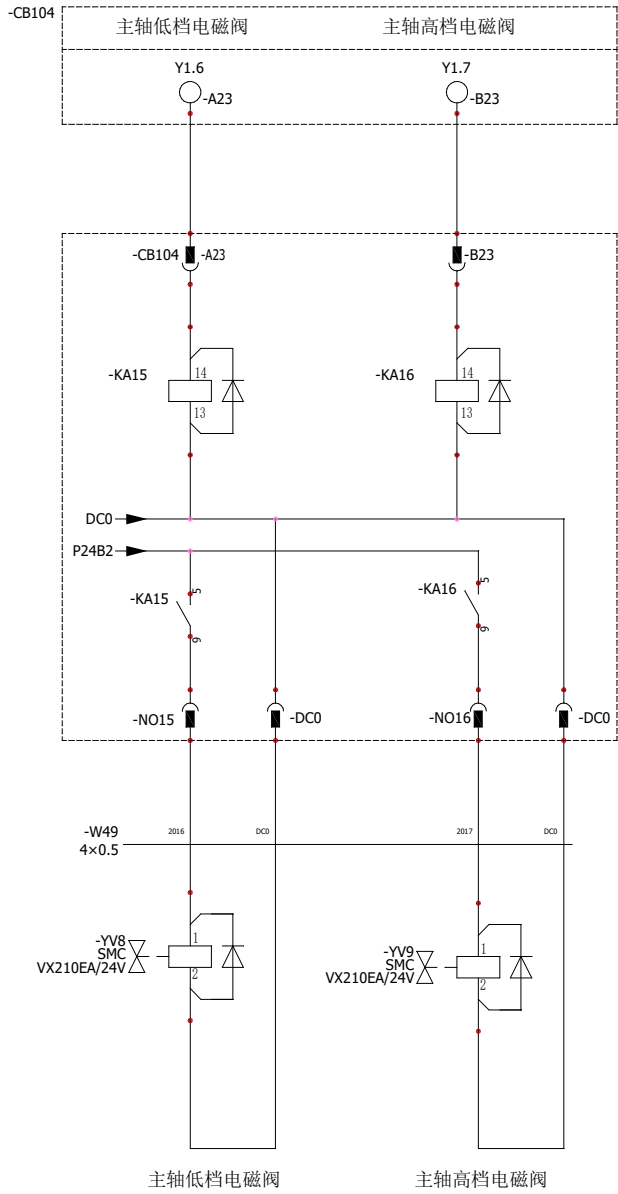 -CB104
主轴低档电磁阀 主轴高档电磁阀
Y1.6 Y1.7
-A23 -B23
-CB104 -A23 -B23
-KA15 14 -KA16 14
13 13
DC0
P24B2
-KA15 5 -KA16 5
9 9
-NO15 -DC0 -NO16 -DC0
-W49 2016 DC0 2017 DC0
4×0.5
-YV8 1 -YV9 1
SMC SMC
VX210EA/24V 2 VX210EA/24V 2
主轴低档电磁阀 主轴高档电磁阀